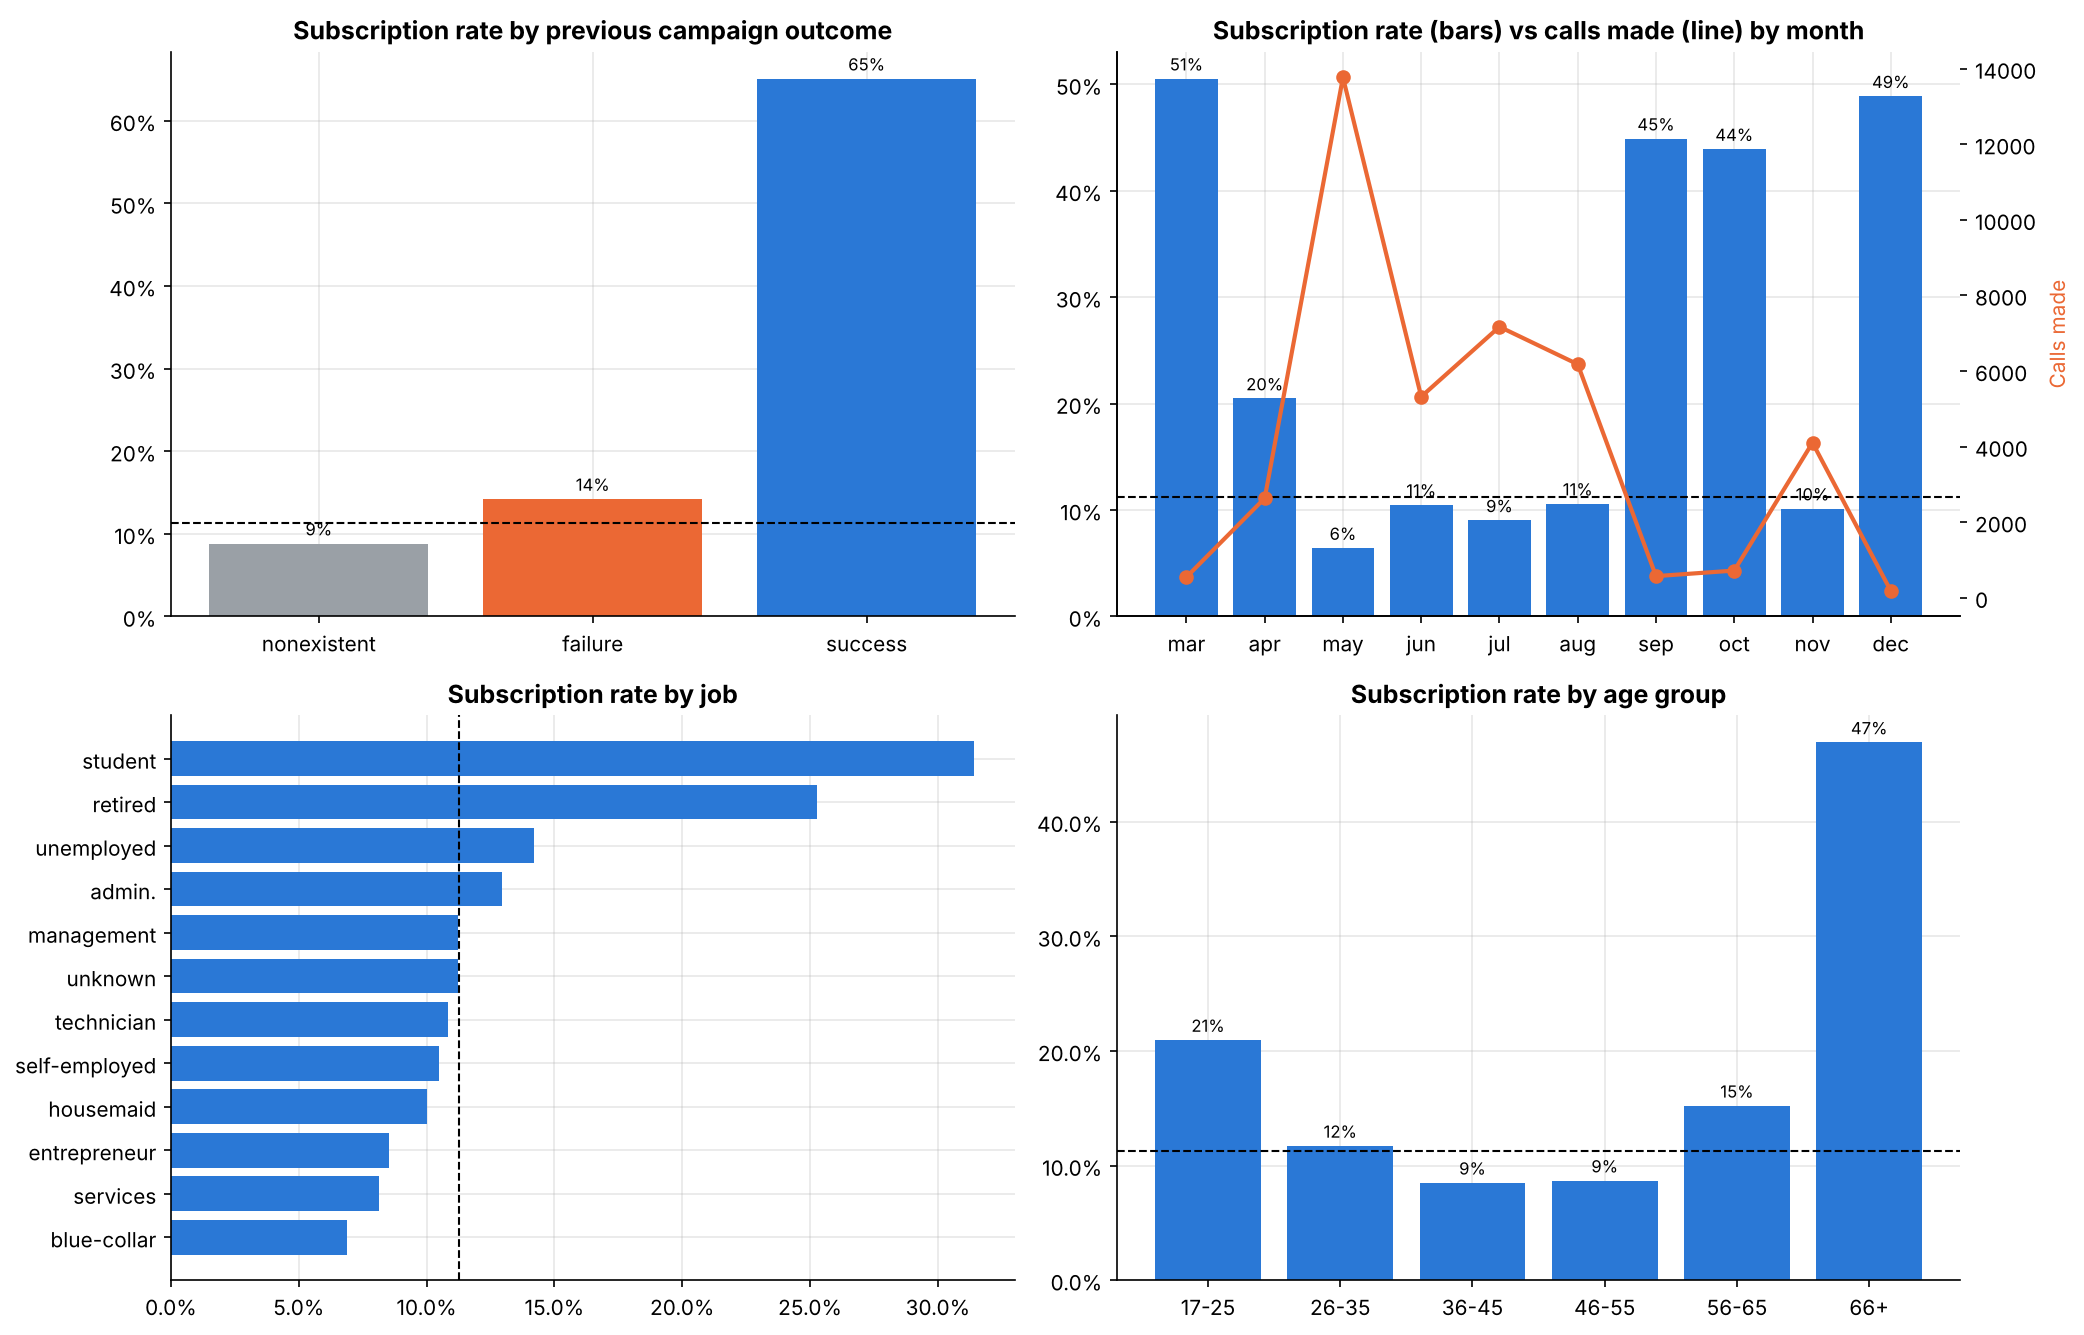 Subscription rate by previous campaign outcome
65%
60%
50%
40%
30%
20%
14%
10%
9%
0%
nonexistent failure success
Subscription rate (bars) vs calls made (line) by month
51%
14000
50%
49%
12000
45%
44%
40%
10000
30%
8000
Calls made
6000
20%
20%
4000
11%
11%
10%
9%
10%
2000
6%
0%
0
mar apr may jun jul aug sep oct nov dec
Subscription rate by job
student
retired
unemployed
admin.
management
unknown
technician
self-employed
housemaid
entrepreneur
services
blue-collar
0.0% 5.0% 10.0% 15.0% 20.0% 25.0% 30.0%
Subscription rate by age group
47%
40.0%
30.0%
21%
20.0%
15%
12%
10.0%
9%
9%
0.0%
17-25 26-35 36-45 46-55 56-65 66+